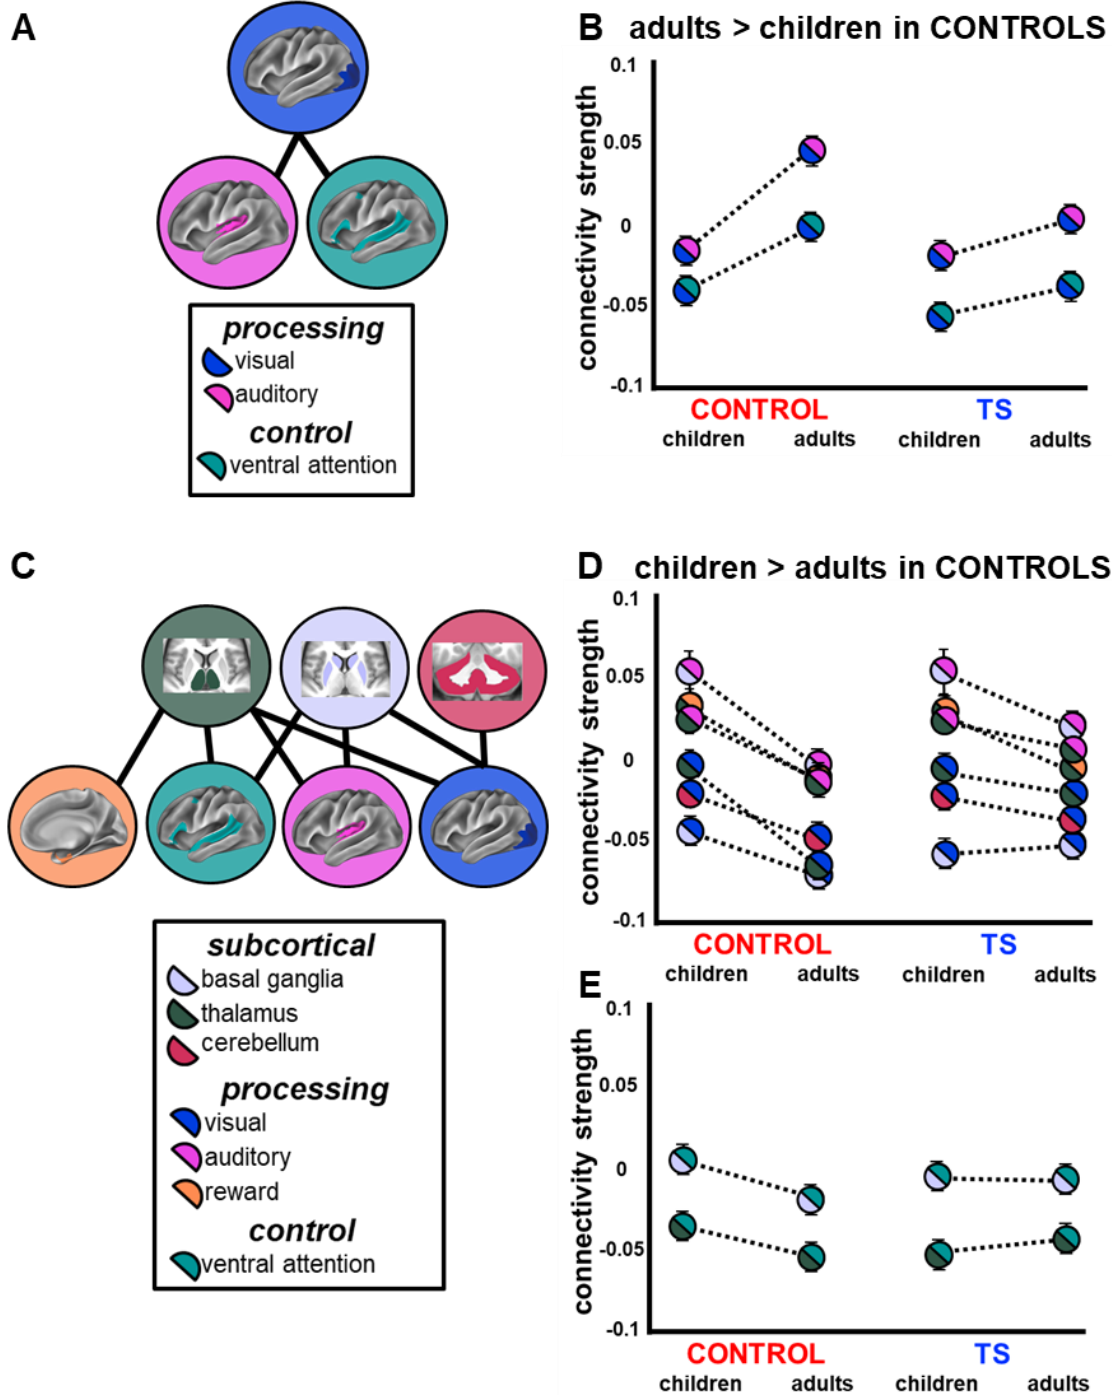 A
B adults > children in CONTROLS
0.1
0.05
0
-0.05
-0.1
connectivity strength
CONTROL
TS
children
adults
children
adults
processing
visual
auditory
control
ventral attention
C
D children > adults in CONTROLS
0.1
0.05
0
-0.05
-0.1
connectivity strength
CONTROL
TS
children
adults
children
adults
subcortical
basal ganglia
thalamus
cerebellum
processing
visual
auditory
reward
control
ventral attention
E
0.1
0.05
0
-0.05
-0.1
connectivity strength
CONTROL
TS
children
adults
children
adults